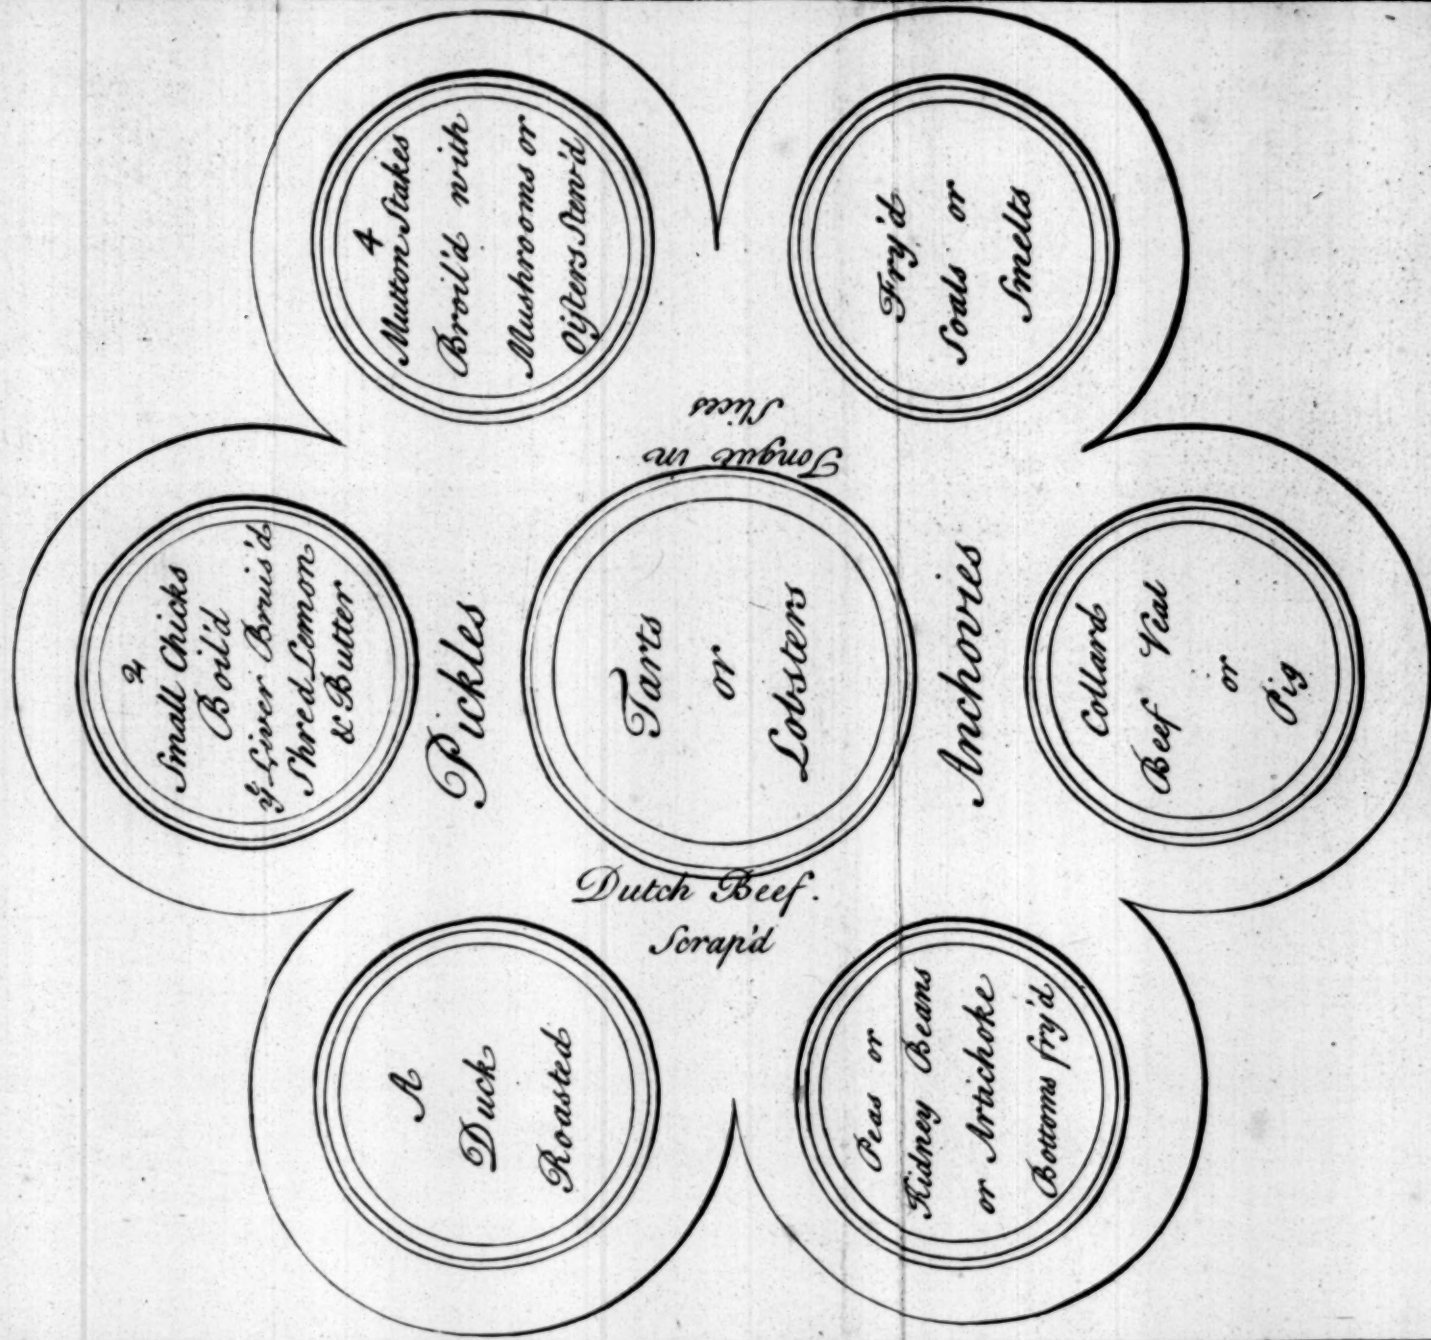 2
Small Chicks
Boil'd
yͤ Liver Bruis'd
Shred Lemon
& Butter
4
Mutton Stakes
Broil'd with
Mushrooms or
Oijsters Stew'd
A
Duck
Roasted
Pickles
Tongue in
Slices
Tarts
or
Lobsters
Dutch Beef.
Scrap'd
Anchovies
Fry'd
Soals or
Smelts
Peas or
Kidney Beans
or Artichoke
Bottoms fry'd
Collard
Beef Veal
or
Pig